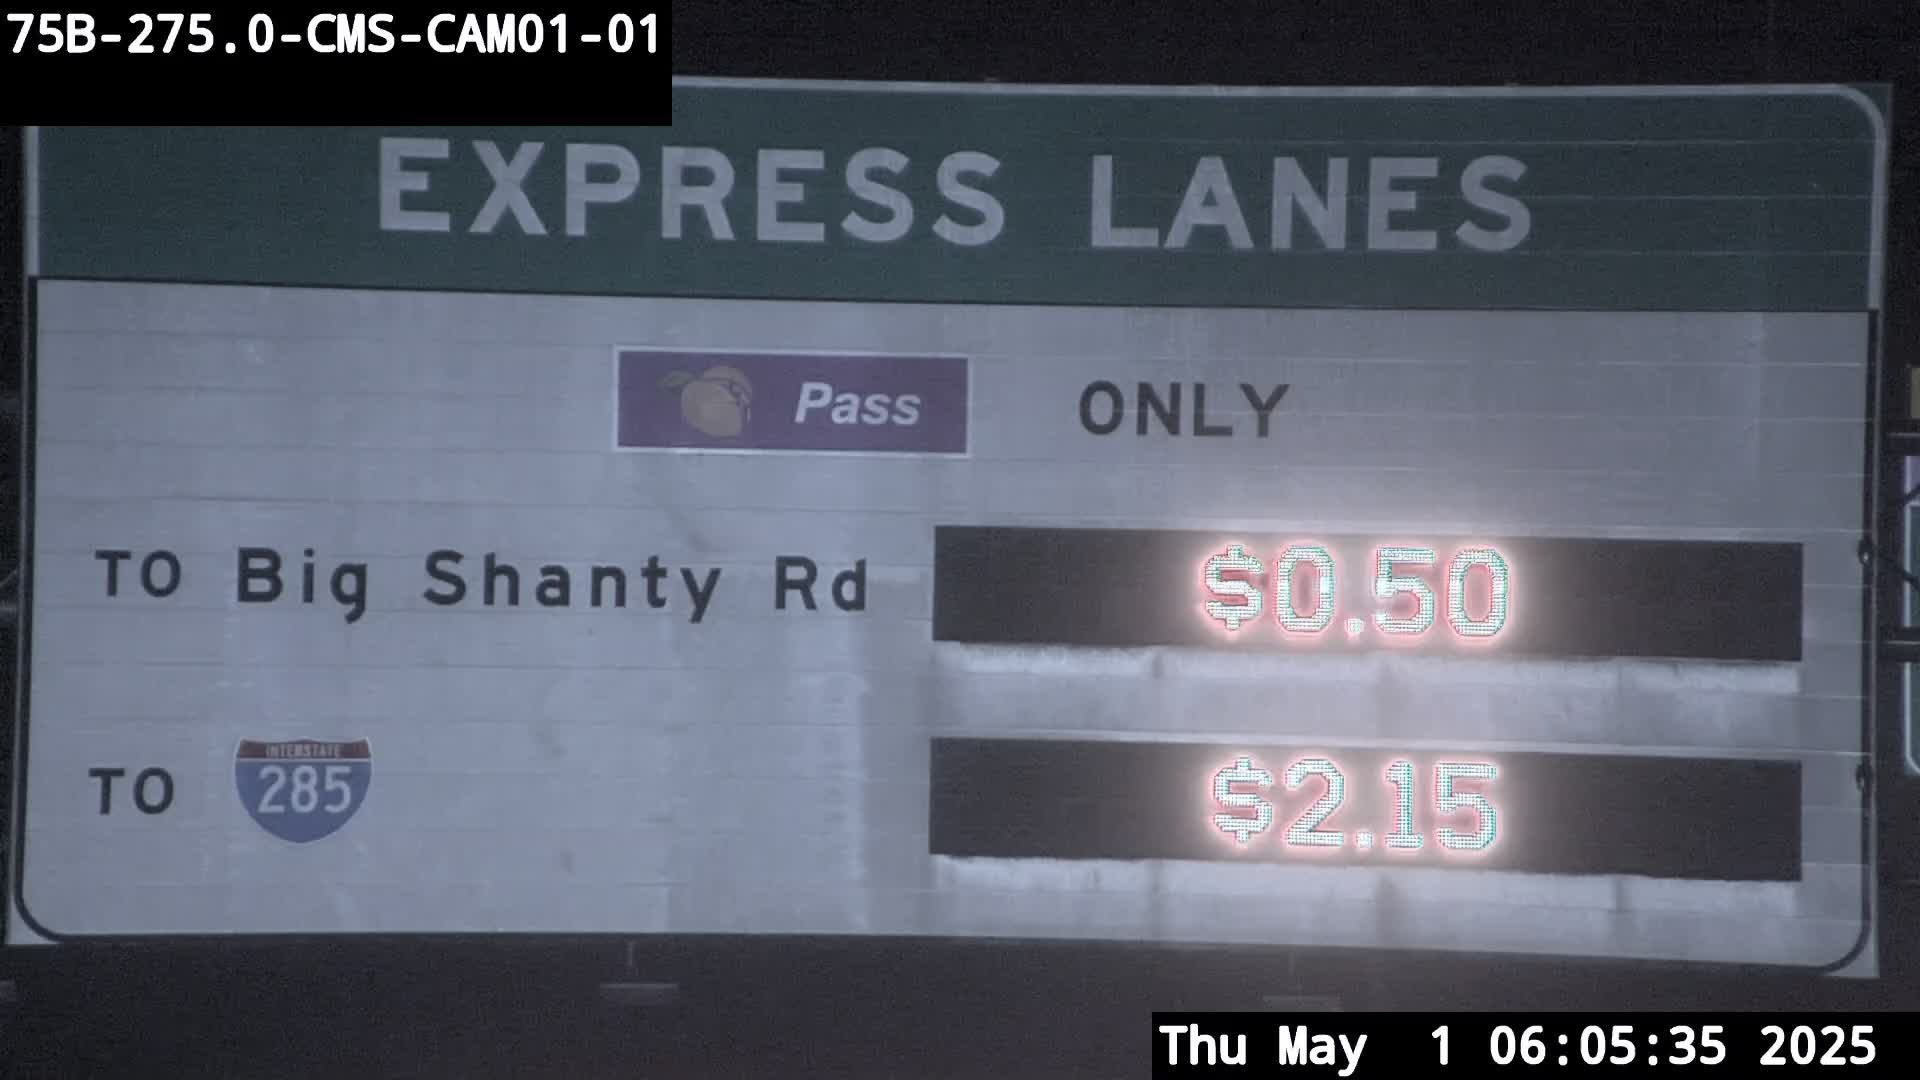 75B-275.0-CMS-CAM01-01
EXPRESS LANES
Pass ONLY
TO Big Shanty Rd $0.50
INTERSTATE
TO 285 $2.15
Thu May 1 06:05:35 2025